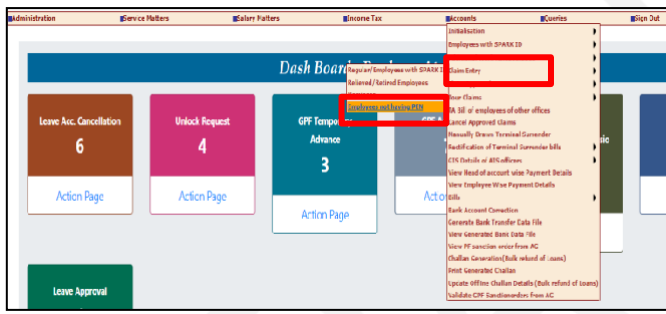 Administration
Service Matters
Salary Matters
Income Tax
Accounts
Queries
Sign Out
Initialisation
Employees with SPARK ID
Dash Board
Regular/Employees with SPARK ID
Claim Entry
Relieved/Retired Employees
Employees not having PEN
Your Claims
TA Bill of employees of other offices
Cancel Approved Claims
Manually Drawn Terminal Surrender
Rectification of Terminal Surrender bills
Details of AIS officers
View Head of account wise Payment Details
View Employee Wise Payment Details
Bills
Bank Account Correction
Generate Bank Transfer Data File
View Generated Bank Data File
View PF sanction order from AG
Challan Generation(Bulk refund of Loans)
Print Generated Challan
Update Offline Challan Details (Bulk refund of Loans)
Validate GPF Sanctionorders from AG
Leave Acc. Cancellation
6
Action Page
Unlock Request
4
Action Page
GPF
Advance
3
Action Page
Leave Approval